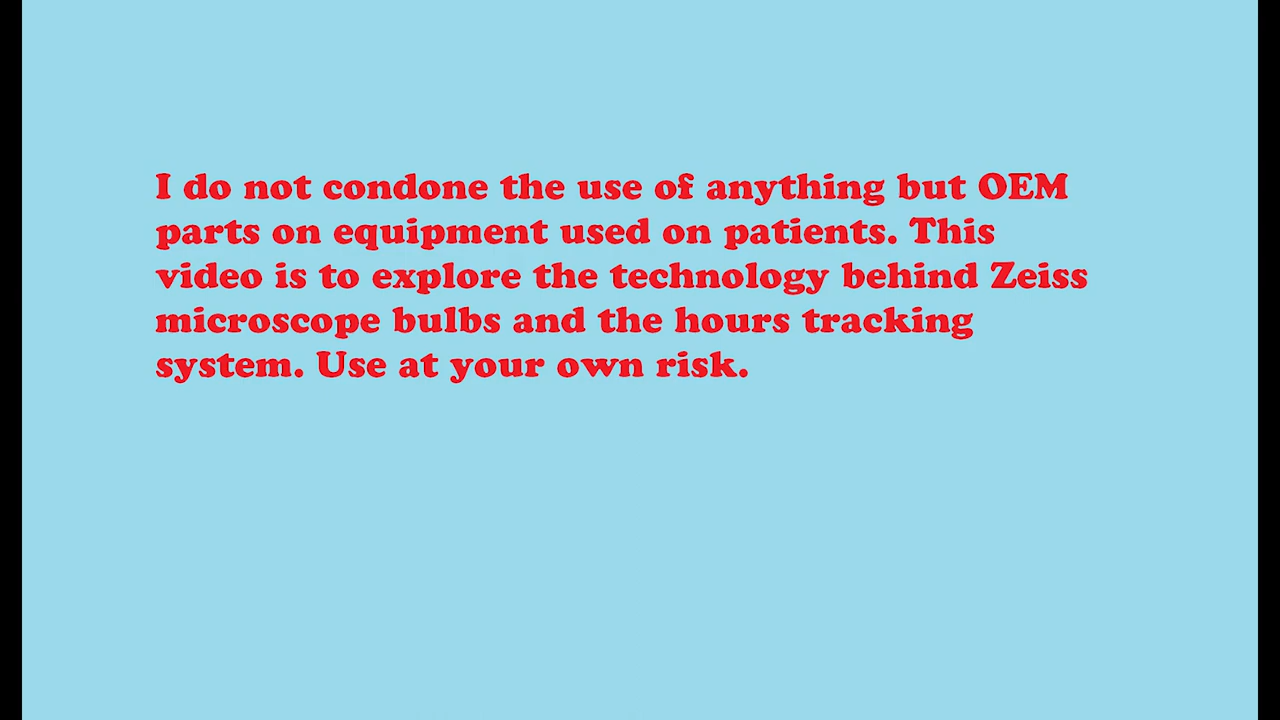 I do not condone the use of anything but OEM
parts on equipment used on patients. This
video is to explore the technology behind Zeiss
microscope bulbs and the hours tracking
system. Use at your own risk.